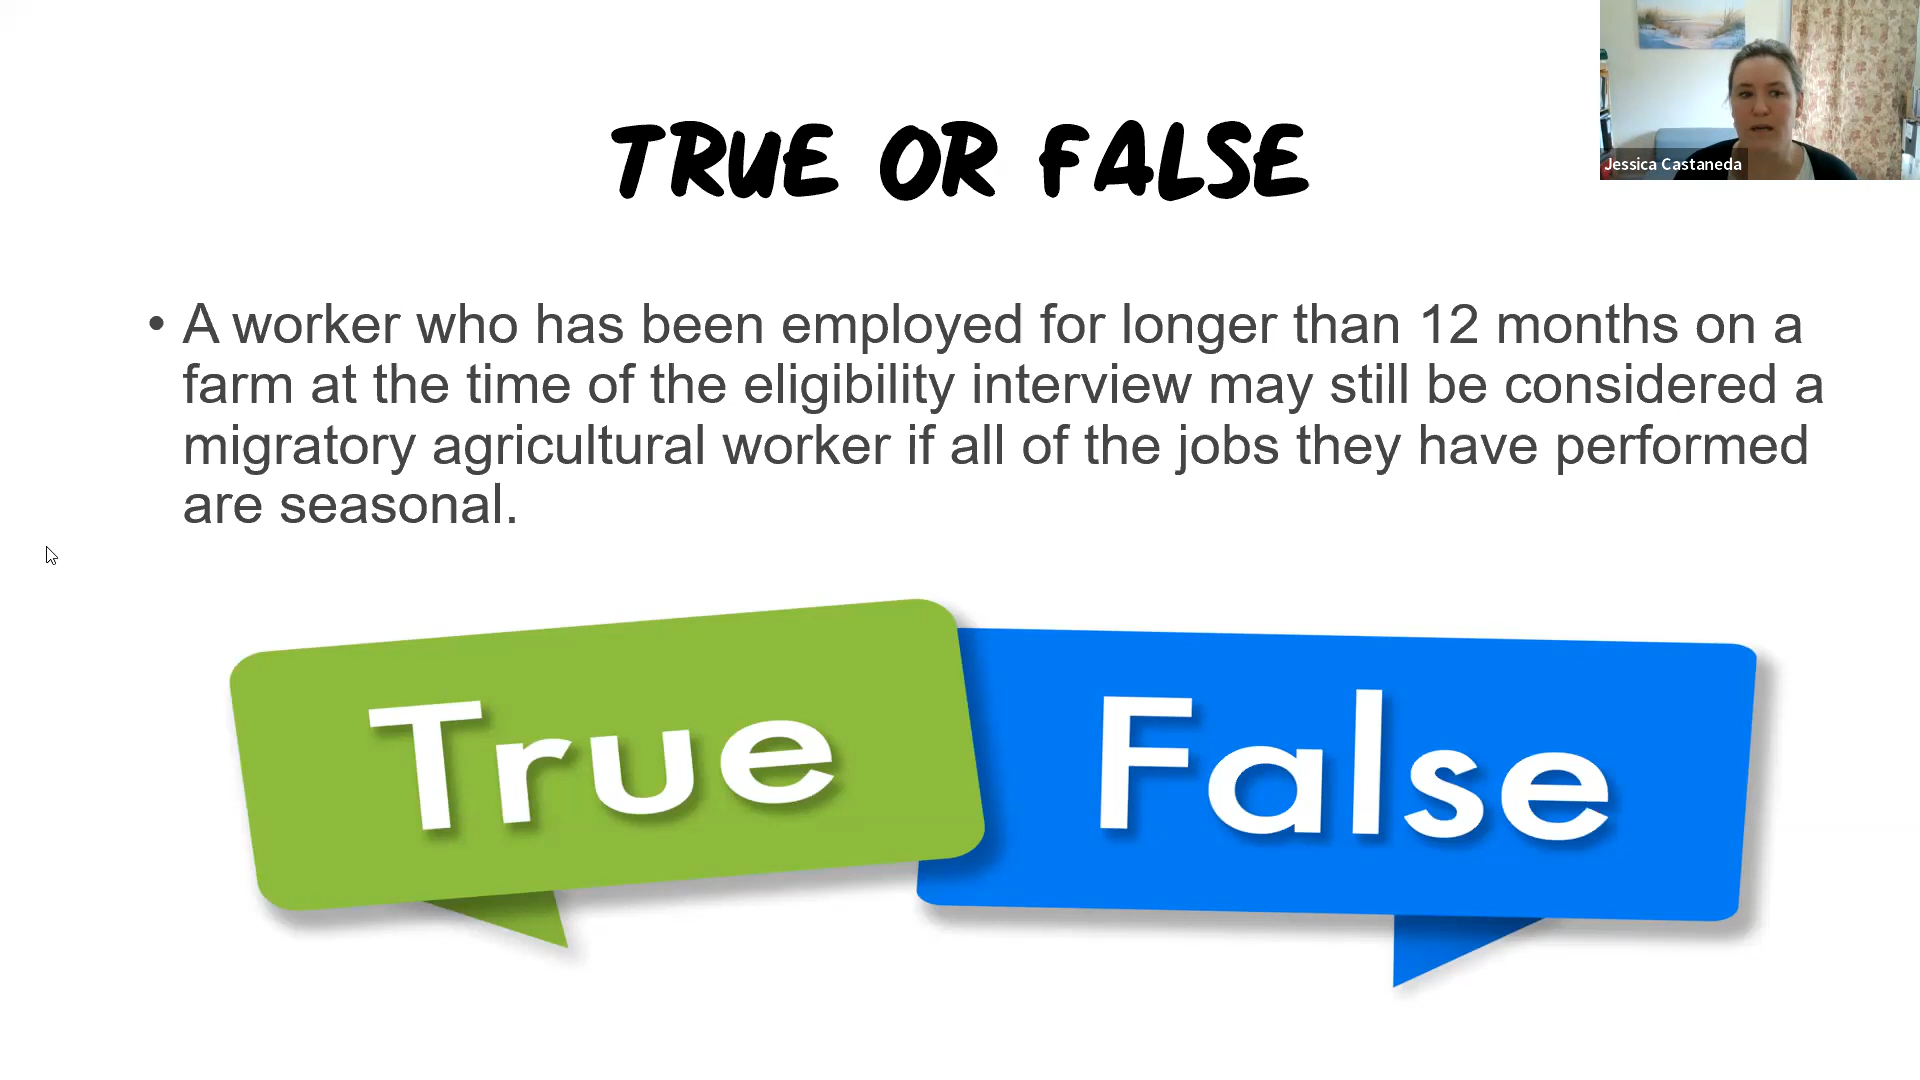 TRUE OR FALSE
Jessica Castaneda
• A worker who has been employed for longer than 12 months on a
farm at the time of the eligibility interview may still be considered a
migratory agricultural worker if all of the jobs they have performed
are seasonal.
True
False